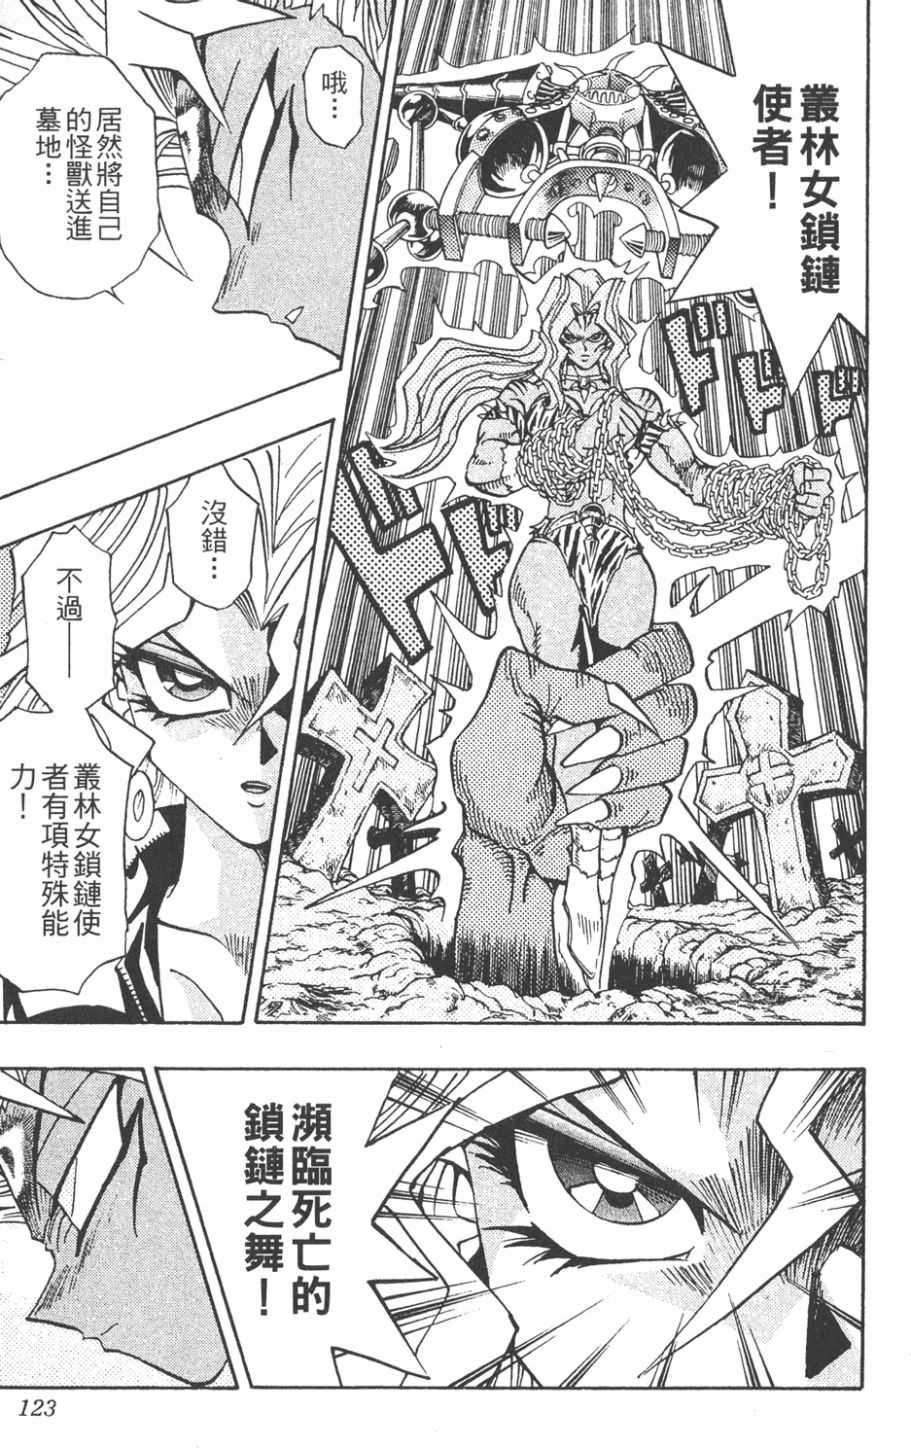 叢林女鎖鏈
使者！
ドドド
ドド
哦…
居然將自己
的怪獸送進
墓地…
沒錯…
不過——
叢林女鎖鏈使
者有項特殊能
力！
瀕臨死亡的
鎖鏈之舞！
123